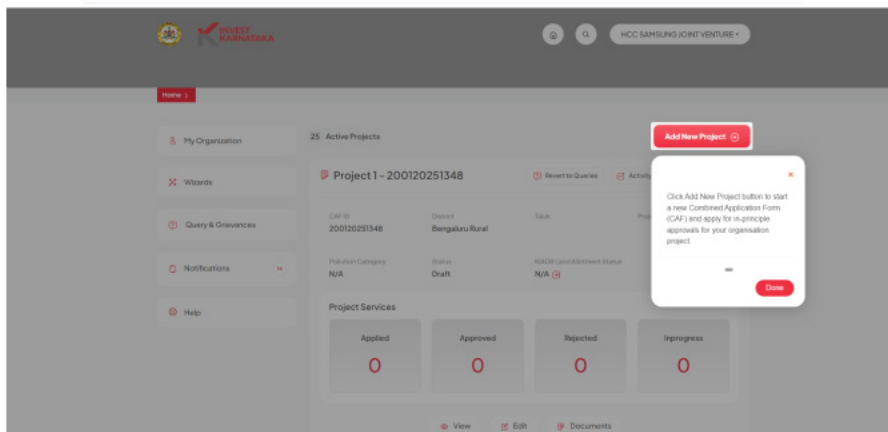 INVEST
KARNATAKA
HCC SAMSUNG JOINT VENTURE
Home >
My Organization
25 Active Projects
Add New Project
Project 1 - 200120251348
Revert to Queries
Activity
Wizards
Click Add New Project button to start
a new Combined Application Form
(CAF) and apply for in-principle
approvals for your organisation
project
CAF ID
District
Taluk
200120251348
Bengaluru Rural
Query & Grievances
Pollution Category
Status
KIADB Land Allotment Status
N/A
Draft
N/A
Notifications
14
Done
Help
Project Services
Applied
Approved
Rejected
Inprogress
0
0
0
0
View
Edit
Documents